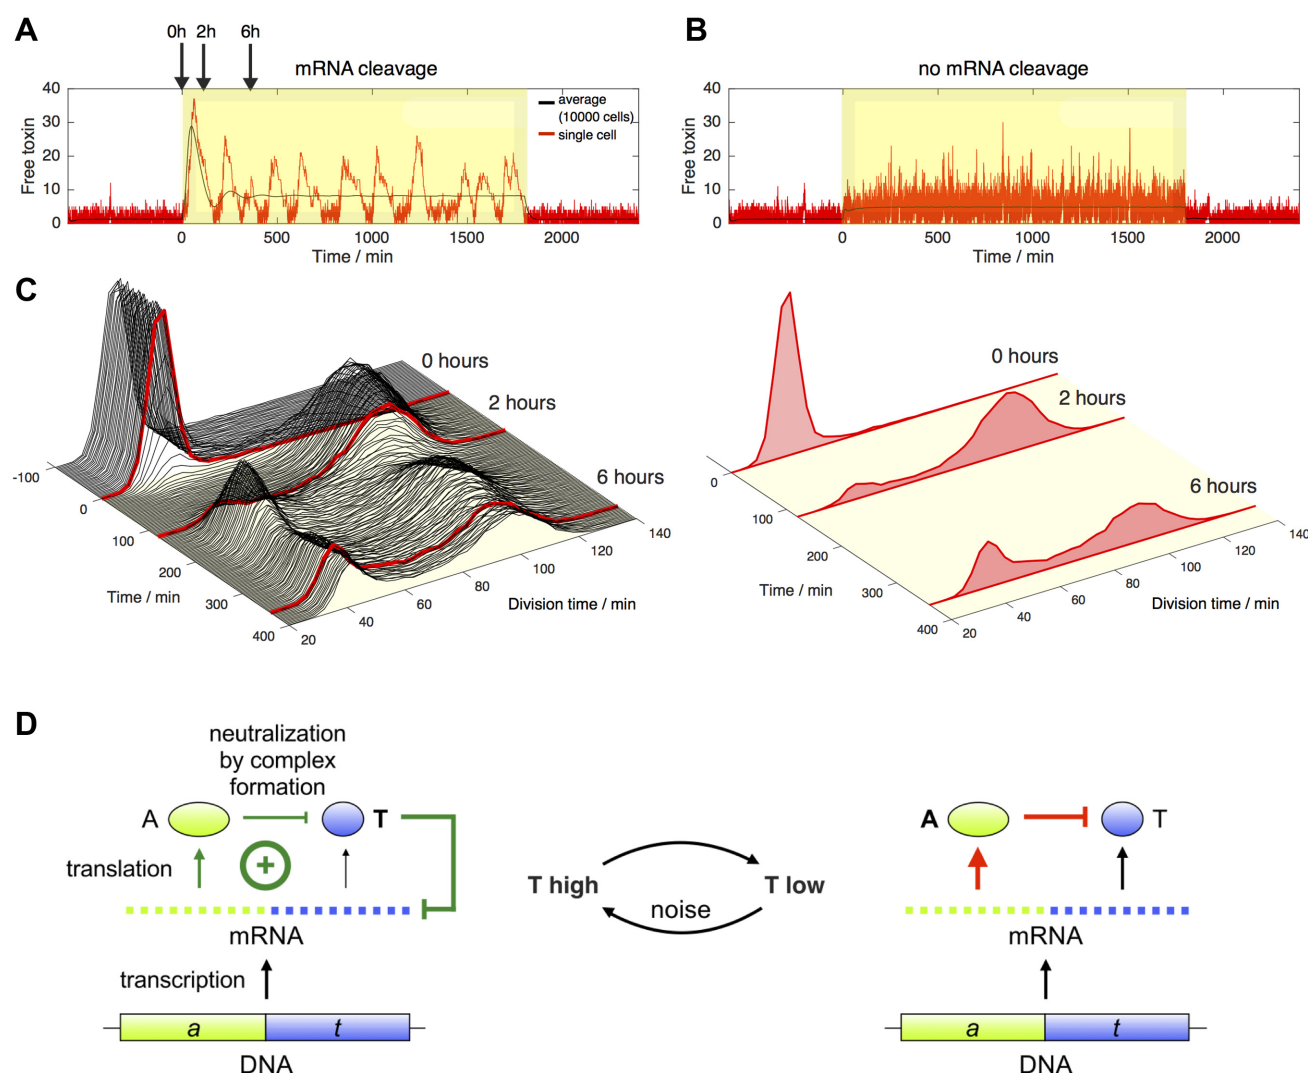 A
0h 2h 6h
mRNA cleavage
average
(10000 cells)
single cell
40
30
20
10
0
Free toxin
0 500 1000 1500 2000
Time / min
B
no mRNA cleavage
40
30
20
10
0
Free toxin
0 500 1000 1500 2000
Time / min
C
0 hours
2 hours
6 hours
-100
0
100
200
300
400
Time / min
20
40
60
80
100
120
140
Division time / min
0 hours
2 hours
6 hours
0
100
200
300
400
Time / min
20
40
60
80
100
120
140
Division time / min
D
neutralization
by complex
formation
A T
translation
+
mRNA
transcription
a t
DNA
T high
T low
noise
A T
mRNA
a t
DNA